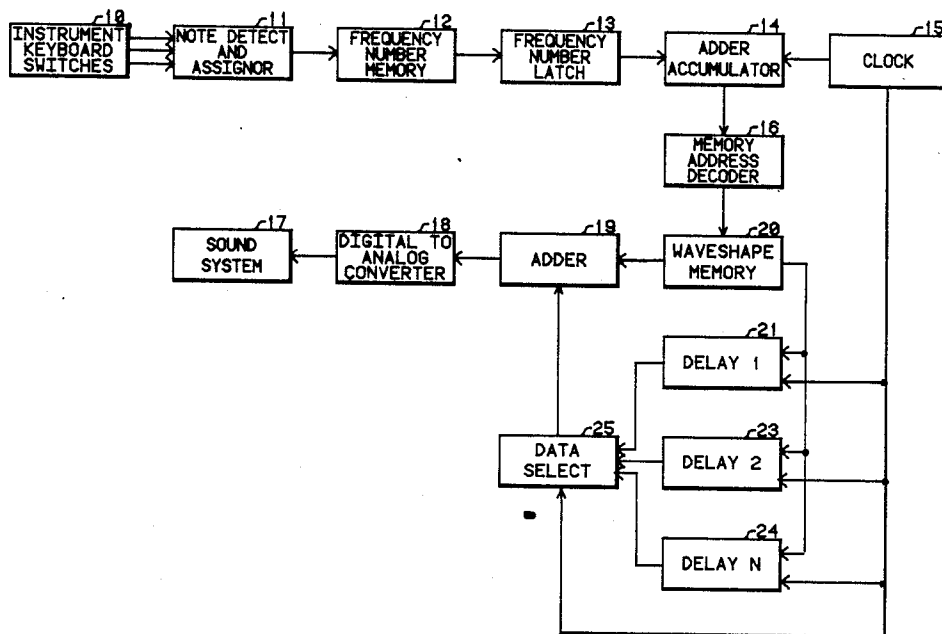 10
INSTRUMENT
KEYBOARD
SWITCHES
11
NOTE DETECT
AND
ASSIGNOR
12
FREQUENCY
NUMBER
MEMORY
13
FREQUENCY
NUMBER
LATCH
14
ADDER
ACCUMULATOR
15
CLOCK
16
MEMORY
ADDRESS
DECODER
17
SOUND
SYSTEM
18
DIGITAL TO
ANALOG
CONVERTER
19
ADDER
20
WAVESHAPE
MEMORY
21
DELAY 1
25
DATA
SELECT
23
DELAY 2
24
DELAY N